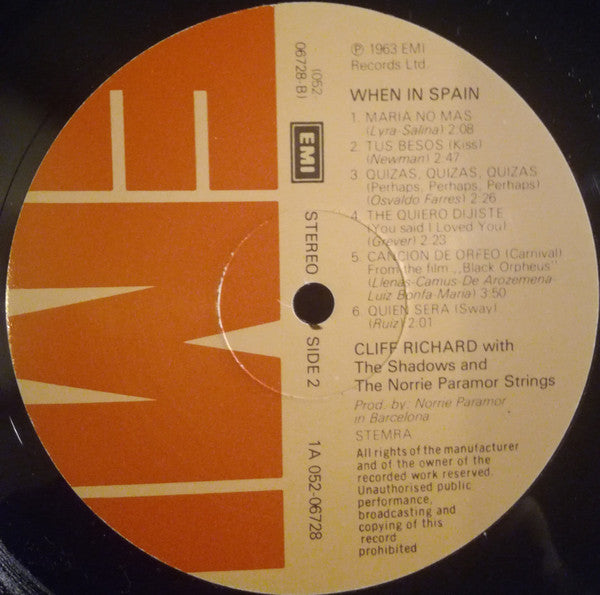 ℗ 1963 EMI
Records Ltd.
WHEN IN SPAIN
1. MARIA NO MAS
(Lyra-Salina) 2:08
2. TUS BESOS (Kiss)
(Newman) 2:47
3. QUIZAS, QUIZAS, QUIZAS
(Perhaps, Perhaps, Perhaps)
(Osvaldo Farres) 2:26
4. THE QUIERO DIJISTE
(You said I Loved You)
(Grever) 2:23
5. CANCION DE ORFEO (Carnival)
From the film ,,Black Orpheus"
(Llenas-Camus-De Arozemena-
Luiz Bonfa-Maria) 3:50
6. QUIEN SERA (Sway)
(Ruiz) 2:01
CLIFF RICHARD with
The Shadows and
The Norrie Paramor Strings
Prod. by: Norrie Paramor
in Barcelona
STEMRA
All rights of the manufacturer
and of the owner of the
recorded work reserved.
Unauthorised public
performance,
broadcasting and
copying of this
record
prohibited
(052
06728-B)
EMI
STEREO
SIDE 2
1A 052-06728
EMI